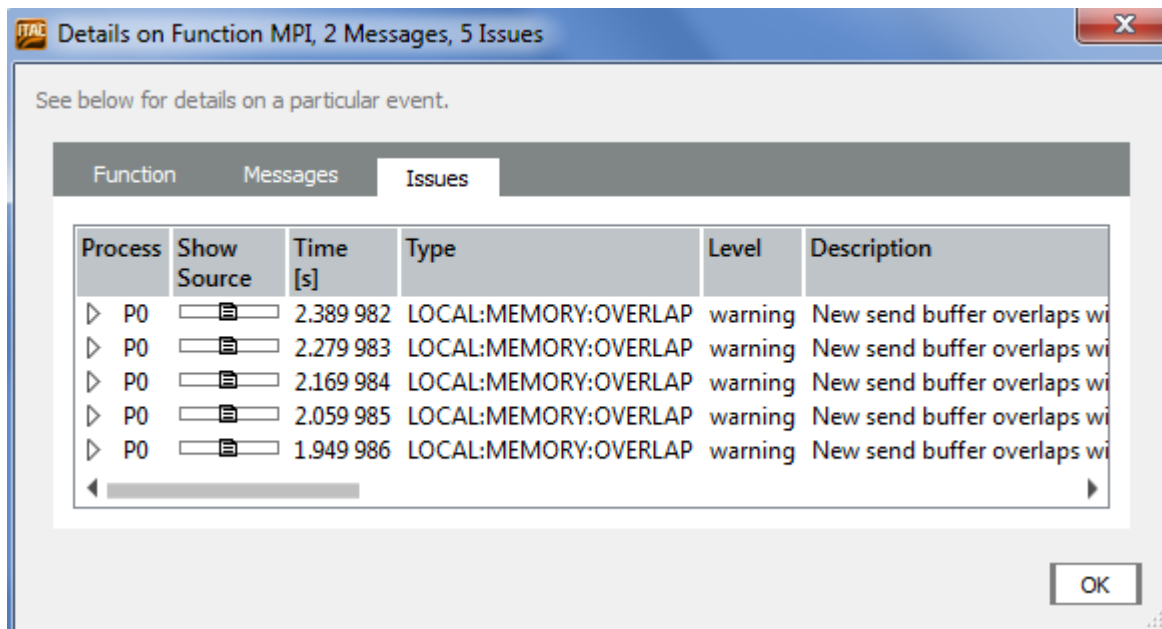 ITAC Details on Function MPI, 2 Messages, 5 Issues
See below for details on a particular event.
Function Messages Issues
Process Show Source Time [s] Type Level Description
P0 2.389 982 LOCAL:MEMORY:OVERLAP warning New send buffer overlaps wi
P0 2.279 983 LOCAL:MEMORY:OVERLAP warning New send buffer overlaps wi
P0 2.169 984 LOCAL:MEMORY:OVERLAP warning New send buffer overlaps wi
P0 2.059 985 LOCAL:MEMORY:OVERLAP warning New send buffer overlaps wi
P0 1.949 986 LOCAL:MEMORY:OVERLAP warning New send buffer overlaps wi
OK